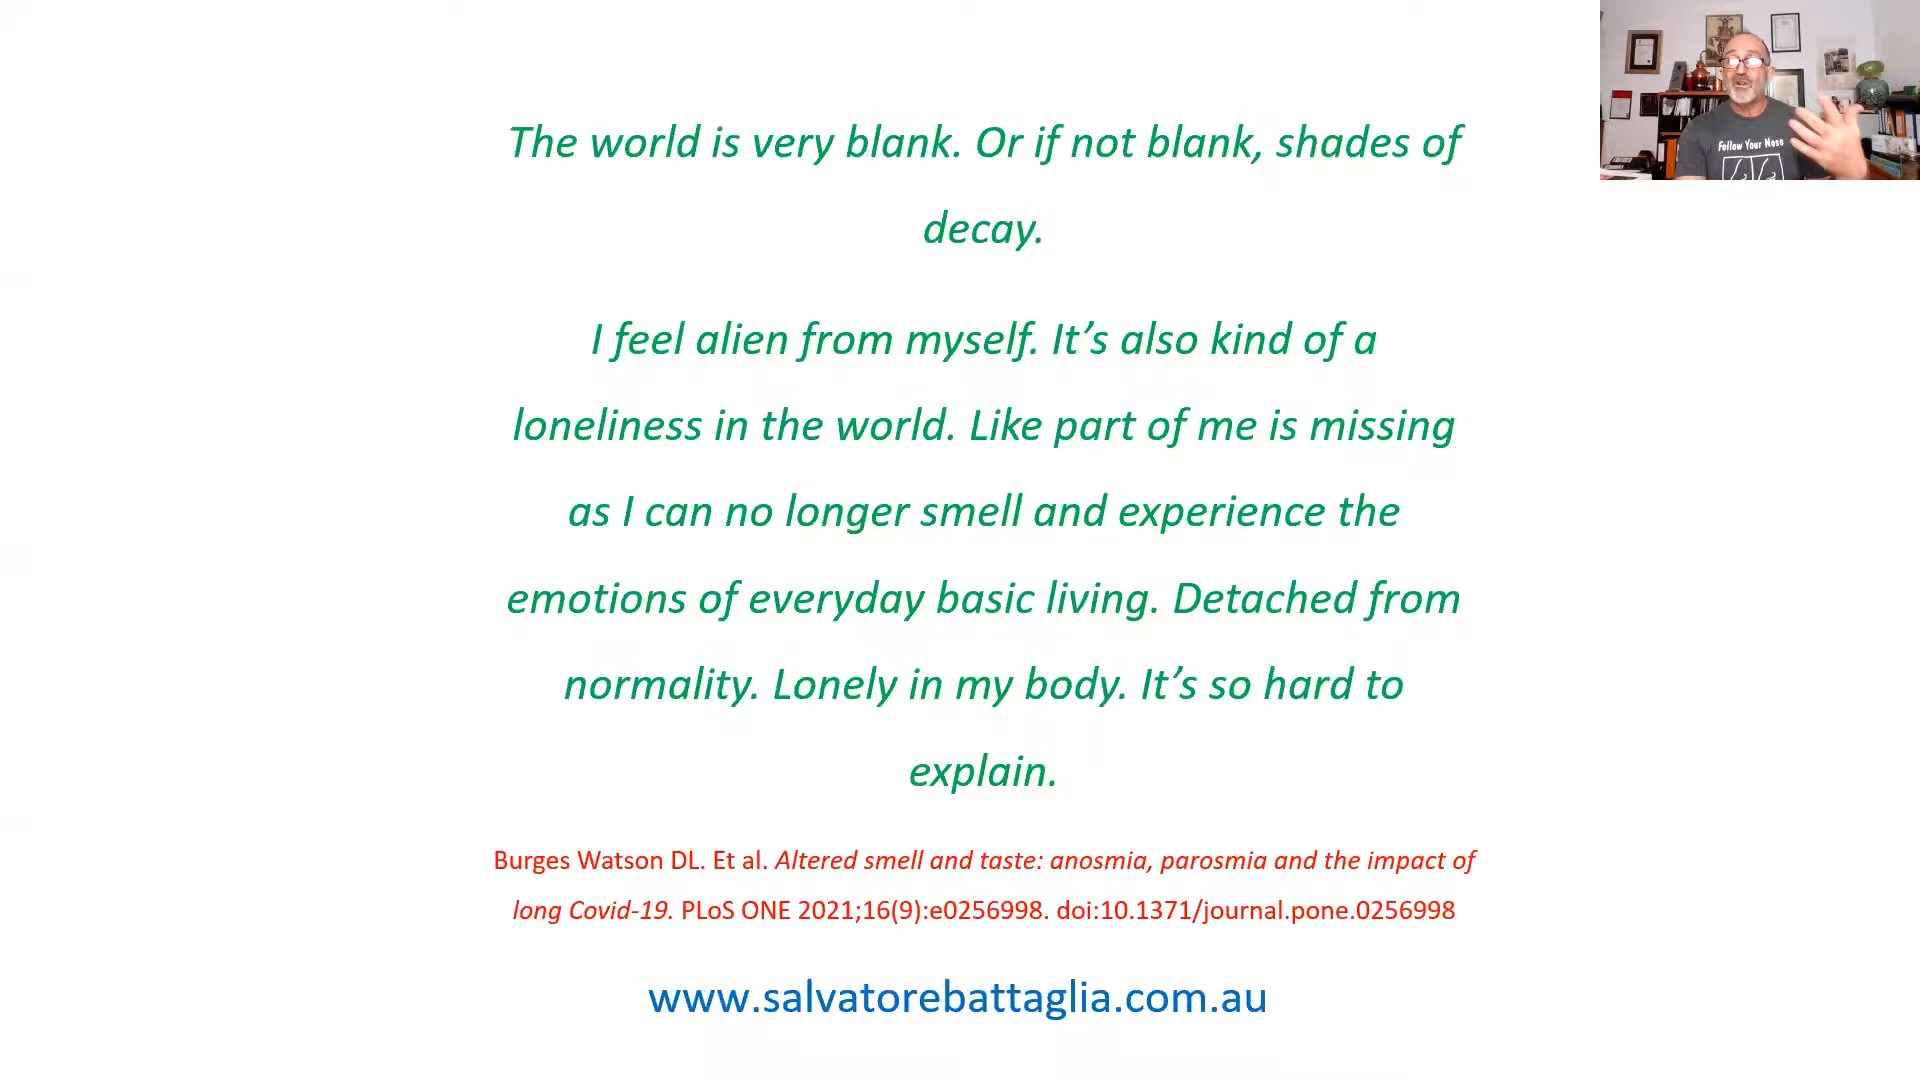 The world is very blank. Or if not blank, shades of
decay.
I feel alien from myself. It’s also kind of a
loneliness in the world. Like part of me is missing
as I can no longer smell and experience the
emotions of everyday basic living. Detached from
normality. Lonely in my body. It’s so hard to
explain.
Burges Watson DL. Et al. Altered smell and taste: anosmia, parosmia and the impact of
long Covid-19. PLoS ONE 2021;16(9):e0256998. doi:10.1371/journal.pone.0256998
www.salvatorebattaglia.com.au
Follow Your Nose